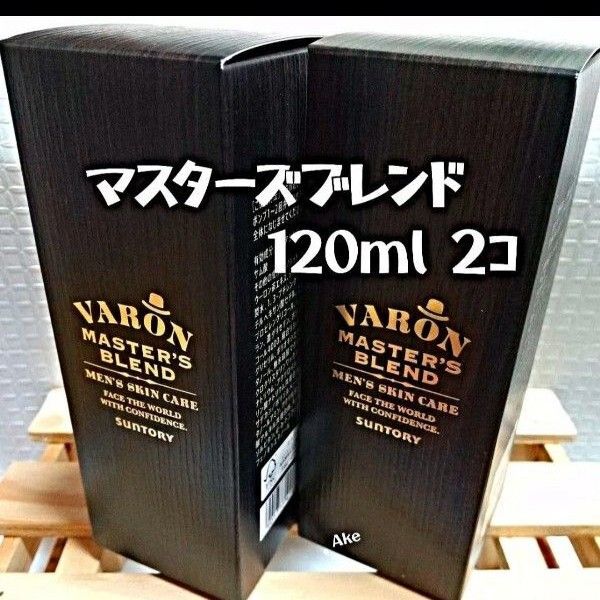 マスターズブレンド
120ml 2コ
VARON
MASTER'S
BLEND
MEN'S SKIN CARE
FACE THE WORLD
WITH CONFIDENCE.
SUNTORY
VARON
MASTER'S
BLEND
MEN'S SKIN CARE
FACE THE WORLD
WITH CONFIDENCE.
SUNTORY
Ake